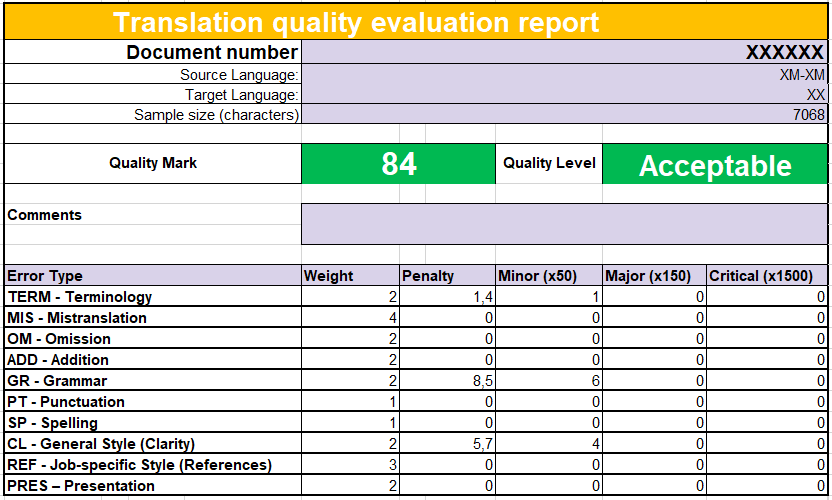 Translation quality evaluation report
Document number XXXXXX
Source Language: XM-XM
Target Language: XX
Sample size (characters) 7068
Quality Mark 84 Quality Level Acceptable
Comments
Error Type Weight Penalty Minor (x50) Major (x150) Critical (x1500)
TERM - Terminology 2 1,4 1 0 0
MIS - Mistranslation 4 0 0 0 0
OM - Omission 2 0 0 0 0
ADD - Addition 2 0 0 0 0
GR - Grammar 2 8,5 6 0 0
PT - Punctuation 1 0 0 0 0
SP - Spelling 1 0 0 0 0
CL - General Style (Clarity) 2 5,7 4 0 0
REF - Job-specific Style (References) 3 0 0 0 0
PRES – Presentation 2 0 0 0 0